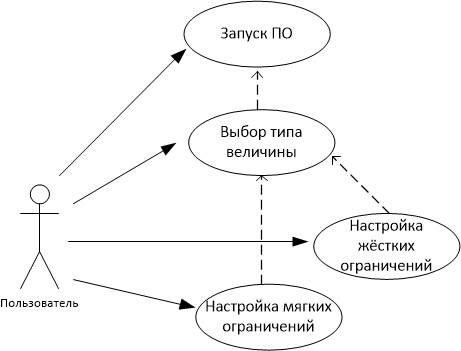 Запуск ПО
Выбор типа
величины
Настройка
жёстких
ограничений
Пользователь
Настройка мягких
ограничений